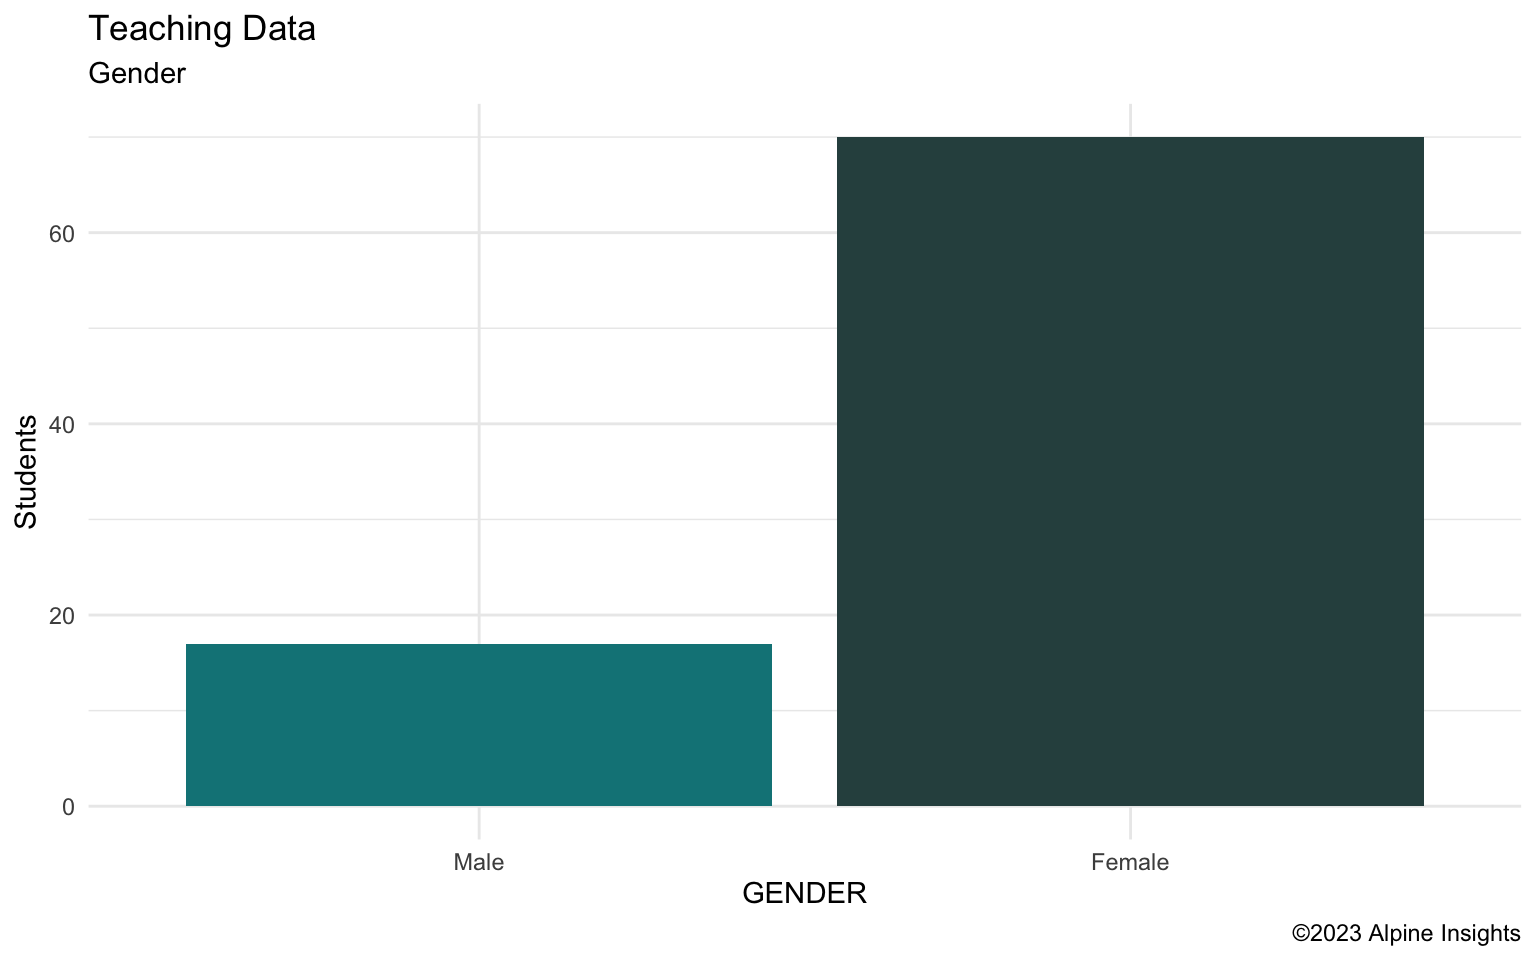 Teaching Data
Gender
Students
60
40
20
0
Male
Female
GENDER
©2023 Alpine Insights